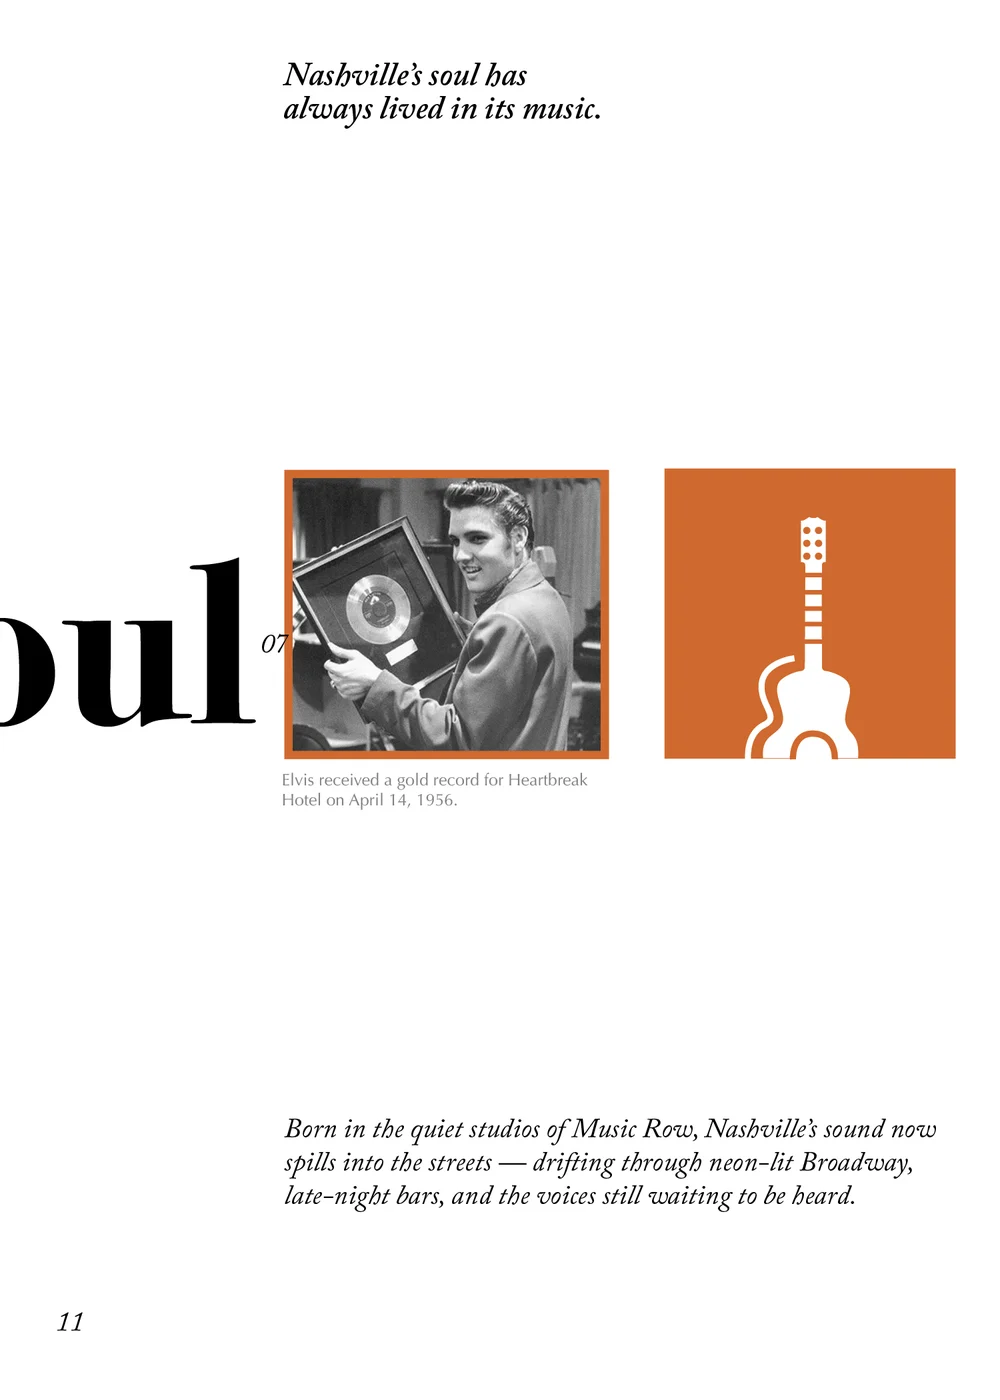 Nashville’s soul has
always lived in its music.
oul
07
Elvis received a gold record for Heartbreak
Hotel on April 14, 1956.
Born in the quiet studios of Music Row, Nashville’s sound now
spills into the streets — drifting through neon-lit Broadway,
late-night bars, and the voices still waiting to be heard.
11